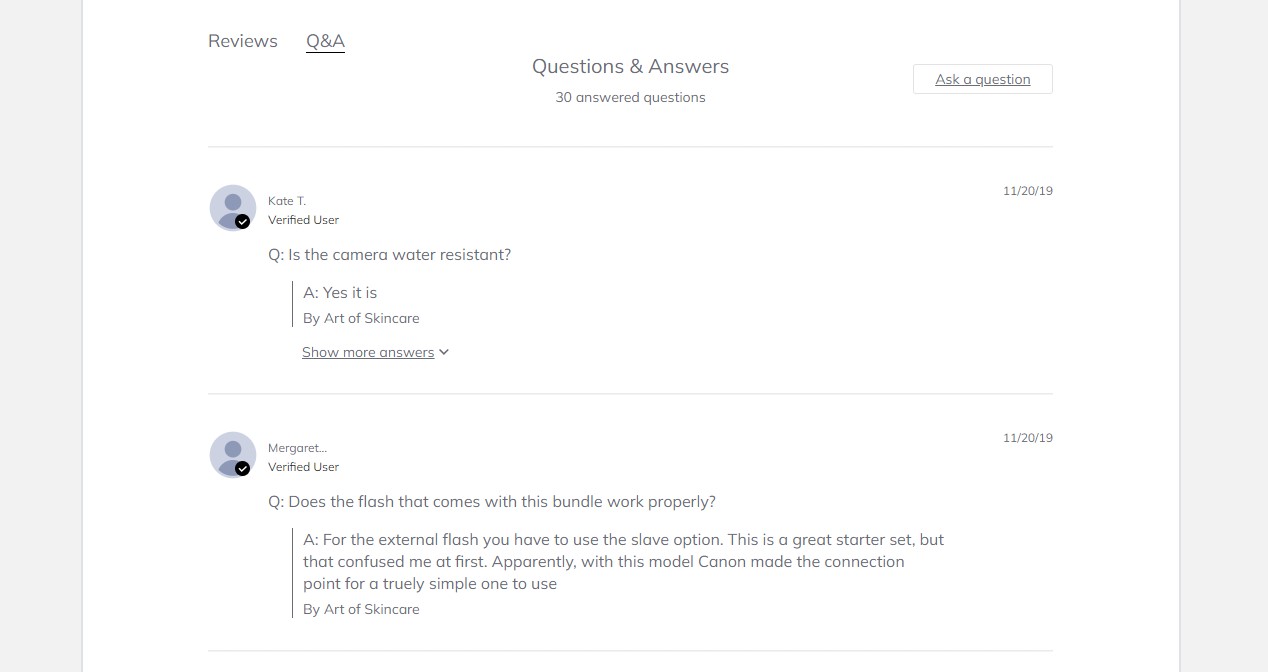 Reviews Q&A
Questions & Answers
30 answered questions
Ask a question
Kate T.
11/20/19
Verified User
Q: Is the camera water resistant?
A: Yes it is
By Art of Skincare
Show more answers
Mergaret...
11/20/19
Verified User
Q: Does the flash that comes with this bundle work properly?
A: For the external flash you have to use the slave option. This is a great starter set, but
that confused me at first. Apparently, with this model Canon made the connection
point for a truely simple one to use
By Art of Skincare